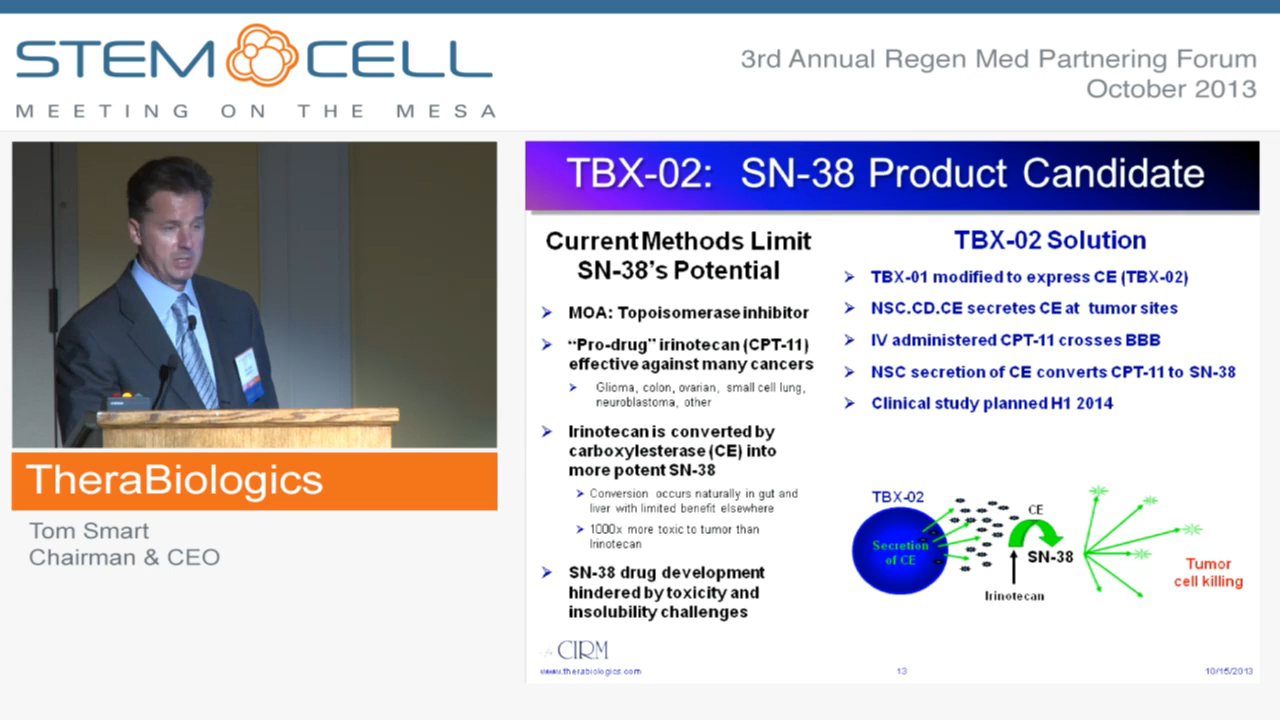 STEM CELL
MEETING ON THE MESA
3rd Annual Regen Med Partnering Forum
October 2013
TheraBiologics
Tom Smart
Chairman & CEO
TBX-02: SN-38 Product Candidate
Current Methods Limit
SN-38's Potential
MOA: Topoisomerase inhibitor
“Pro-drug” irinotecan (CPT-11)
effective against many cancers
Glioma, colon, ovarian, small cell lung,
neuroblastoma, other
Irinotecan is converted by
carboxylesterase (CE) into
more potent SN-38
Conversion occurs naturally in gut and
liver with limited benefit elsewhere
1000x more toxic to tumor than
Irinotecan
SN-38 drug development
hindered by toxicity and
insolubility challenges
TBX-02 Solution
TBX-01 modified to express CE (TBX-02)
NSC.CD.CE secretes CE at tumor sites
IV administered CPT-11 crosses BBB
NSC secretion of CE converts CPT-11 to SN-38
Clinical study planned H1 2014
TBX-02
Secretion
of CE
CE
SN-38
Irinotecan
Tumor
cell killing
CIRM
www.therabiologics.com
13
10/15/2013